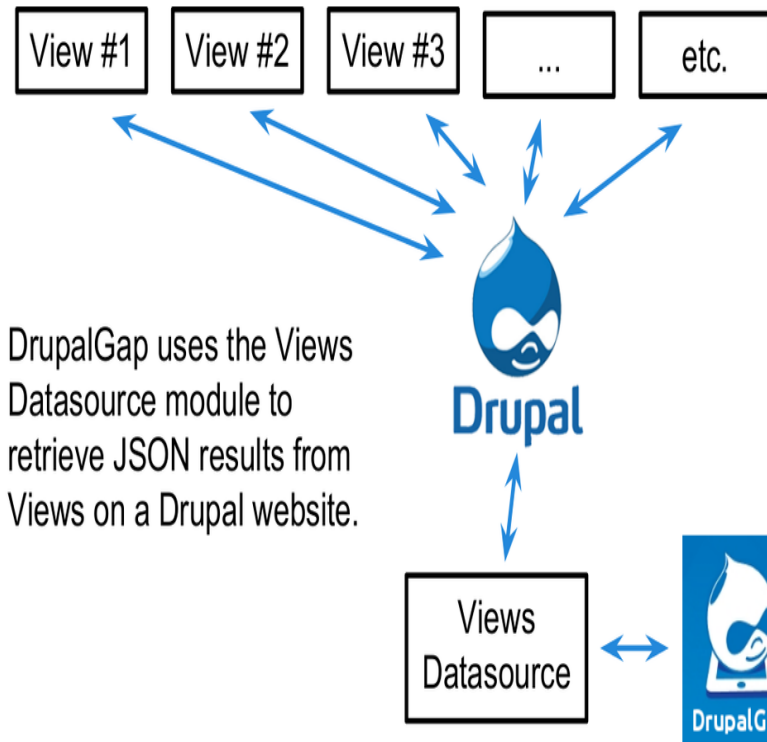 View #1
View #2
View #3
...
etc.
DrupalGap uses the Views
Datasource module to
retrieve JSON results from
Views on a Drupal website.
Drupal
Views
Datasource
DrupalG